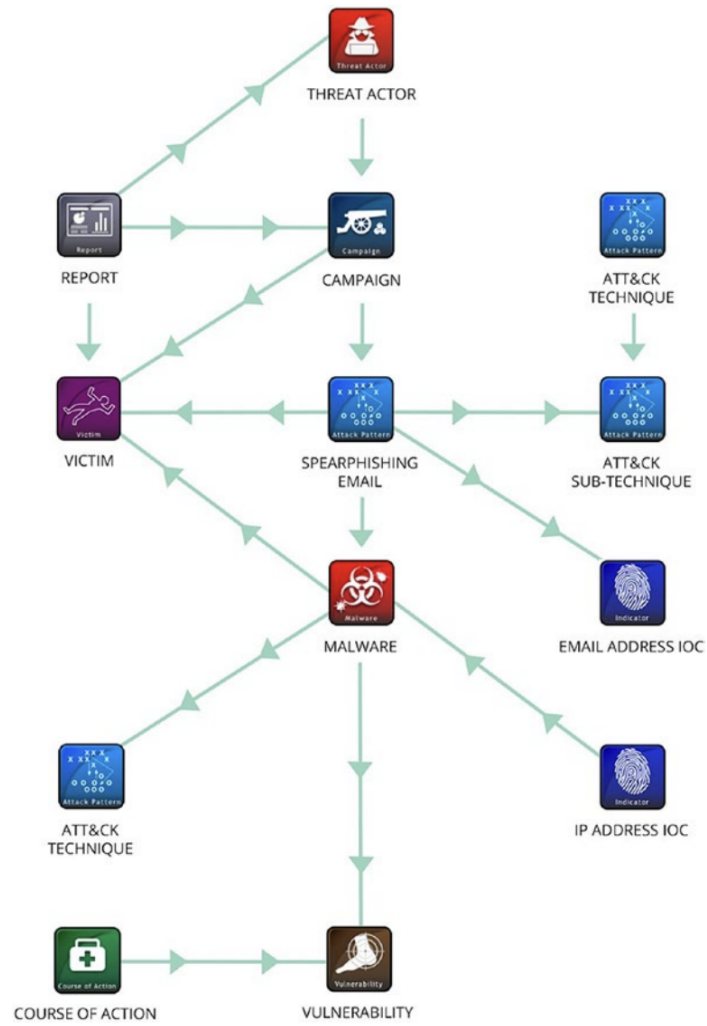 Threat Actor
THREAT ACTOR
Report
Campaign
Attack Pattern
REPORT
CAMPAIGN
ATT&CK
TECHNIQUE
Victim
Attack Pattern
Attack Pattern
VICTIM
SPEARPHISHING
EMAIL
ATT&CK
SUB-TECHNIQUE
Malware
Indicator
MALWARE
EMAIL ADDRESS IOC
Attack Pattern
Indicator
ATT&CK
TECHNIQUE
IP ADDRESS IOC
Course of Action
Vulnerability
COURSE OF ACTION
VULNERABILITY